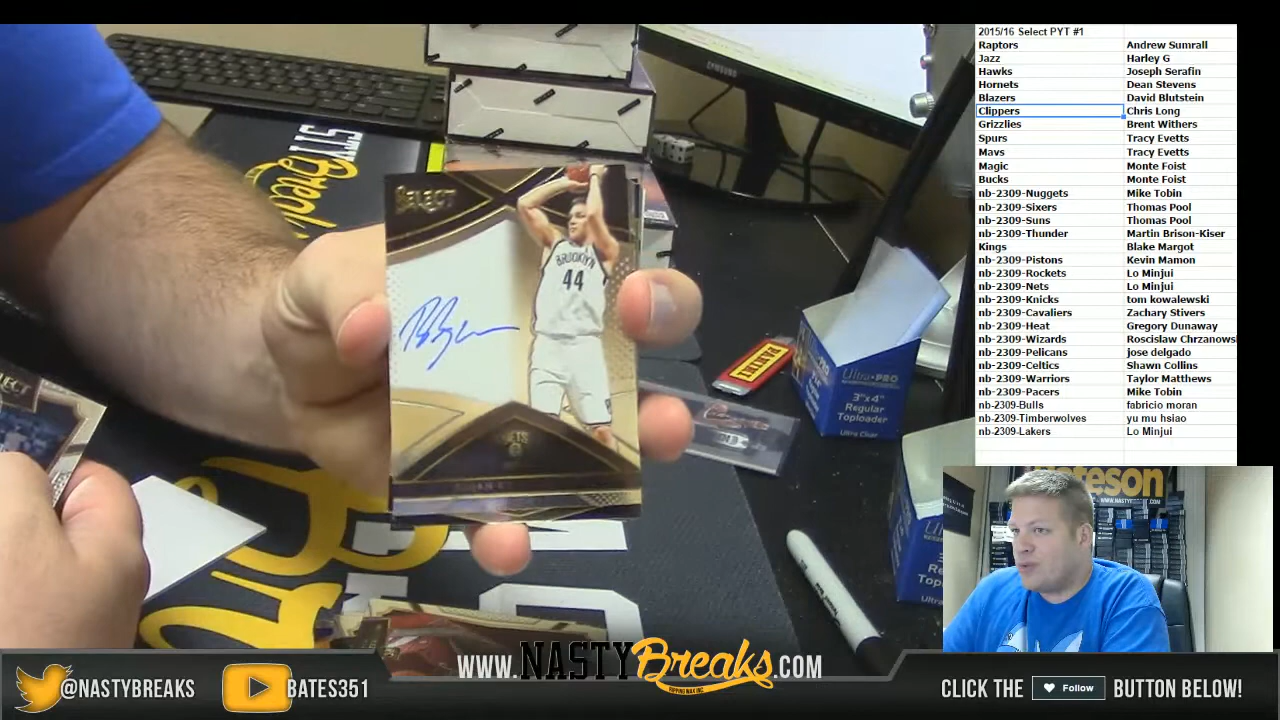 2015/16 Select PYT #1
Raptors Andrew Sumrall
Jazz Harley G
Hawks Joseph Serafin
Hornets Dean Stevens
Blazers David Blutstein
Clippers Chris Long
Grizzlies Brent Withers
Spurs Tracy Evetts
Mavs Tracy Evetts
Magic Monte Foist
Bucks Monte Foist
nb-2309-Nuggets Mike Tobin
nb-2309-Sixers Thomas Pool
nb-2309-Suns Thomas Pool
nb-2309-Thunder Martin Brison-Kiser
Kings Blake Margot
nb-2309-Pistons Kevin Mamon
nb-2309-Rockets Lo Minjui
nb-2309-Nets Lo Minjui
nb-2309-Knicks tom kowalewski
nb-2309-Cavaliers Zachary Stivers
nb-2309-Heat Gregory Dunaway
nb-2309-Wizards Roscislaw Chrzanows
nb-2309-Pelicans jose delgado
nb-2309-Celtics Shawn Collins
nb-2309-Warriors Taylor Matthews
nb-2309-Pacers Mike Tobin
nb-2309-Bulls fabricio moran
nb-2309-Timberwolves yu mu hsiao
nb-2309-Lakers Lo Minjui
SAMSUNG
SELECT
BROOKLYN
44
PANINI
Ultra PRO
3"x4"
Regular
Toploader
Ultra Clear
@NASTYBREAKS
BATES351
WWW.NASTYBreaks.COM
CLICK THE Follow BUTTON BELOW!